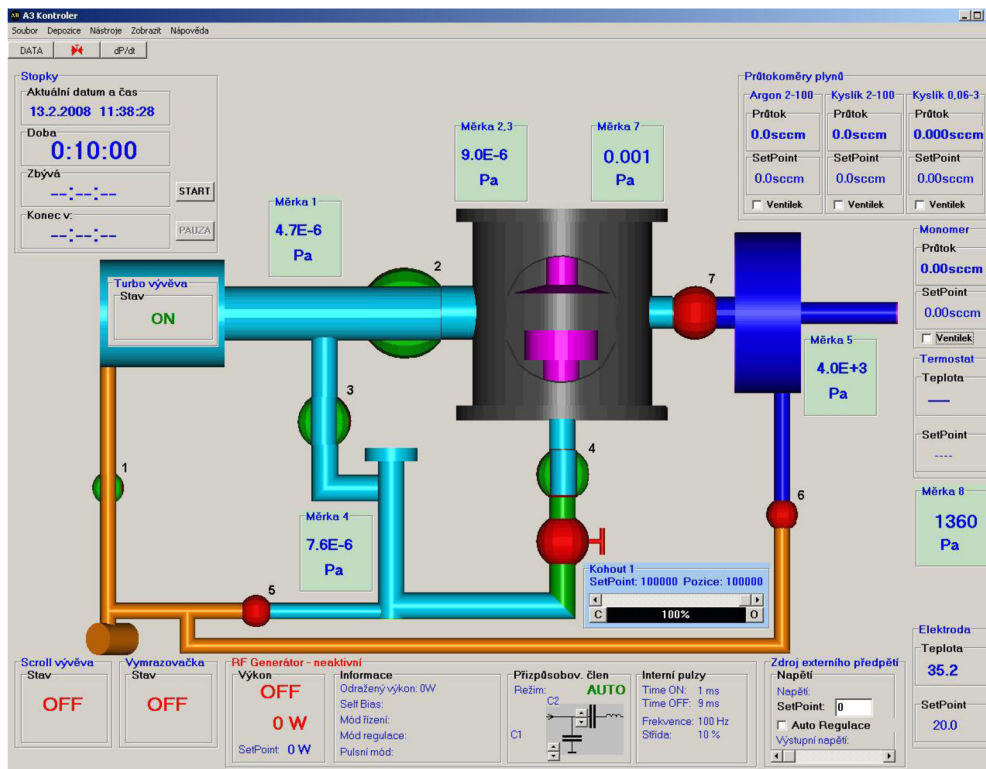 A3 Kontroler
Soubor Depozice Nástroje Zobrazit Nápověda
DATA dP/dt
Stopky
Aktuální datum a čas
13.2.2008 11:38:28
Doba
0:10:00
Zbývá
--:--:--
START
Konec v:
--:--:--
PAUZA
Měrka 1
4.7E-6
Pa
Měrka 2,3
9.0E-6
Pa
Měrka 7
0.001
Pa
Průtokoměry plynů
Argon 2-100
Průtok
0.0sccm
SetPoint
0.0sccm
Ventilek
Kyslík 2-100
Průtok
0.0sccm
SetPoint
0.0sccm
Ventilek
Kyslík 0,06-3
Průtok
0.000sccm
SetPoint
0.00sccm
Ventilek
Monomer
Průtok
0.00sccm
SetPoint
0.00sccm
Ventilek
Termostat
Teplota
SetPoint
----
Měrka 8
1360
Pa
Turbo vývěva
Stav
ON
2
7
Měrka 5
4.0E+3
Pa
3
4
1
6
Měrka 4
7.6E-6
Pa
5
Kohout 1
SetPoint: 100000 Pozice: 100000
C 100% O
Scroll vývěva
Stav
OFF
Vymrazovačka
Stav
OFF
RF Generátor - neaktivní
Výkon
OFF
0 W
SetPoint: 0 W
Informace
Odražený výkon: 0W
Self Bias:
Mód řízení:
Mód regulace:
Pulsní mód:
Přizpůsobov. člen
Režim: AUTO
C2
C1
Interní pulzy
Time ON: 1 ms
Time OFF: 9 ms
Frekvence: 100 Hz
Střída: 10 %
Zdroj externího předpětí
Napětí
Napětí:
SetPoint: 0
Auto Regulace
Výstupní napětí:
Elektroda
Teplota
35.2
SetPoint
20.0